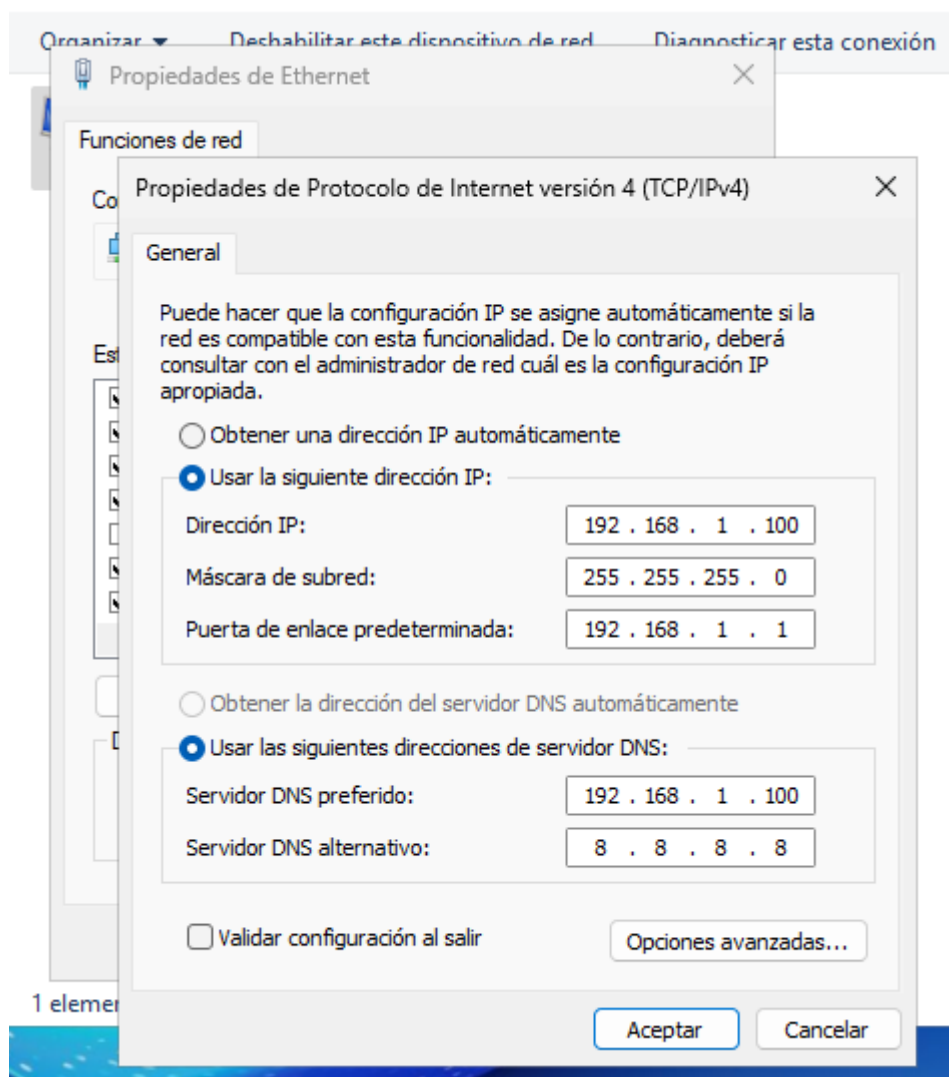 Organizar Deshabilitar este dispositivo de red Diagnosticar esta conexión
Propiedades de Ethernet
Funciones de red
Co
Propiedades de Protocolo de Internet versión 4 (TCP/IPv4)
General
Puede hacer que la configuración IP se asigne automáticamente si la
red es compatible con esta funcionalidad. De lo contrario, deberá
consultar con el administrador de red cuál es la configuración IP
apropiada.
Est
Obtener una dirección IP automáticamente
Usar la siguiente dirección IP:
Dirección IP: 192 . 168 . 1 . 100
Máscara de subred: 255 . 255 . 255 . 0
Puerta de enlace predeterminada: 192 . 168 . 1 . 1
Obtener la dirección del servidor DNS automáticamente
Usar las siguientes direcciones de servidor DNS:
Servidor DNS preferido: 192 . 168 . 1 . 100
Servidor DNS alternativo: 8 . 8 . 8 . 8
Validar configuración al salir
Opciones avanzadas...
1 elemen
Aceptar Cancelar